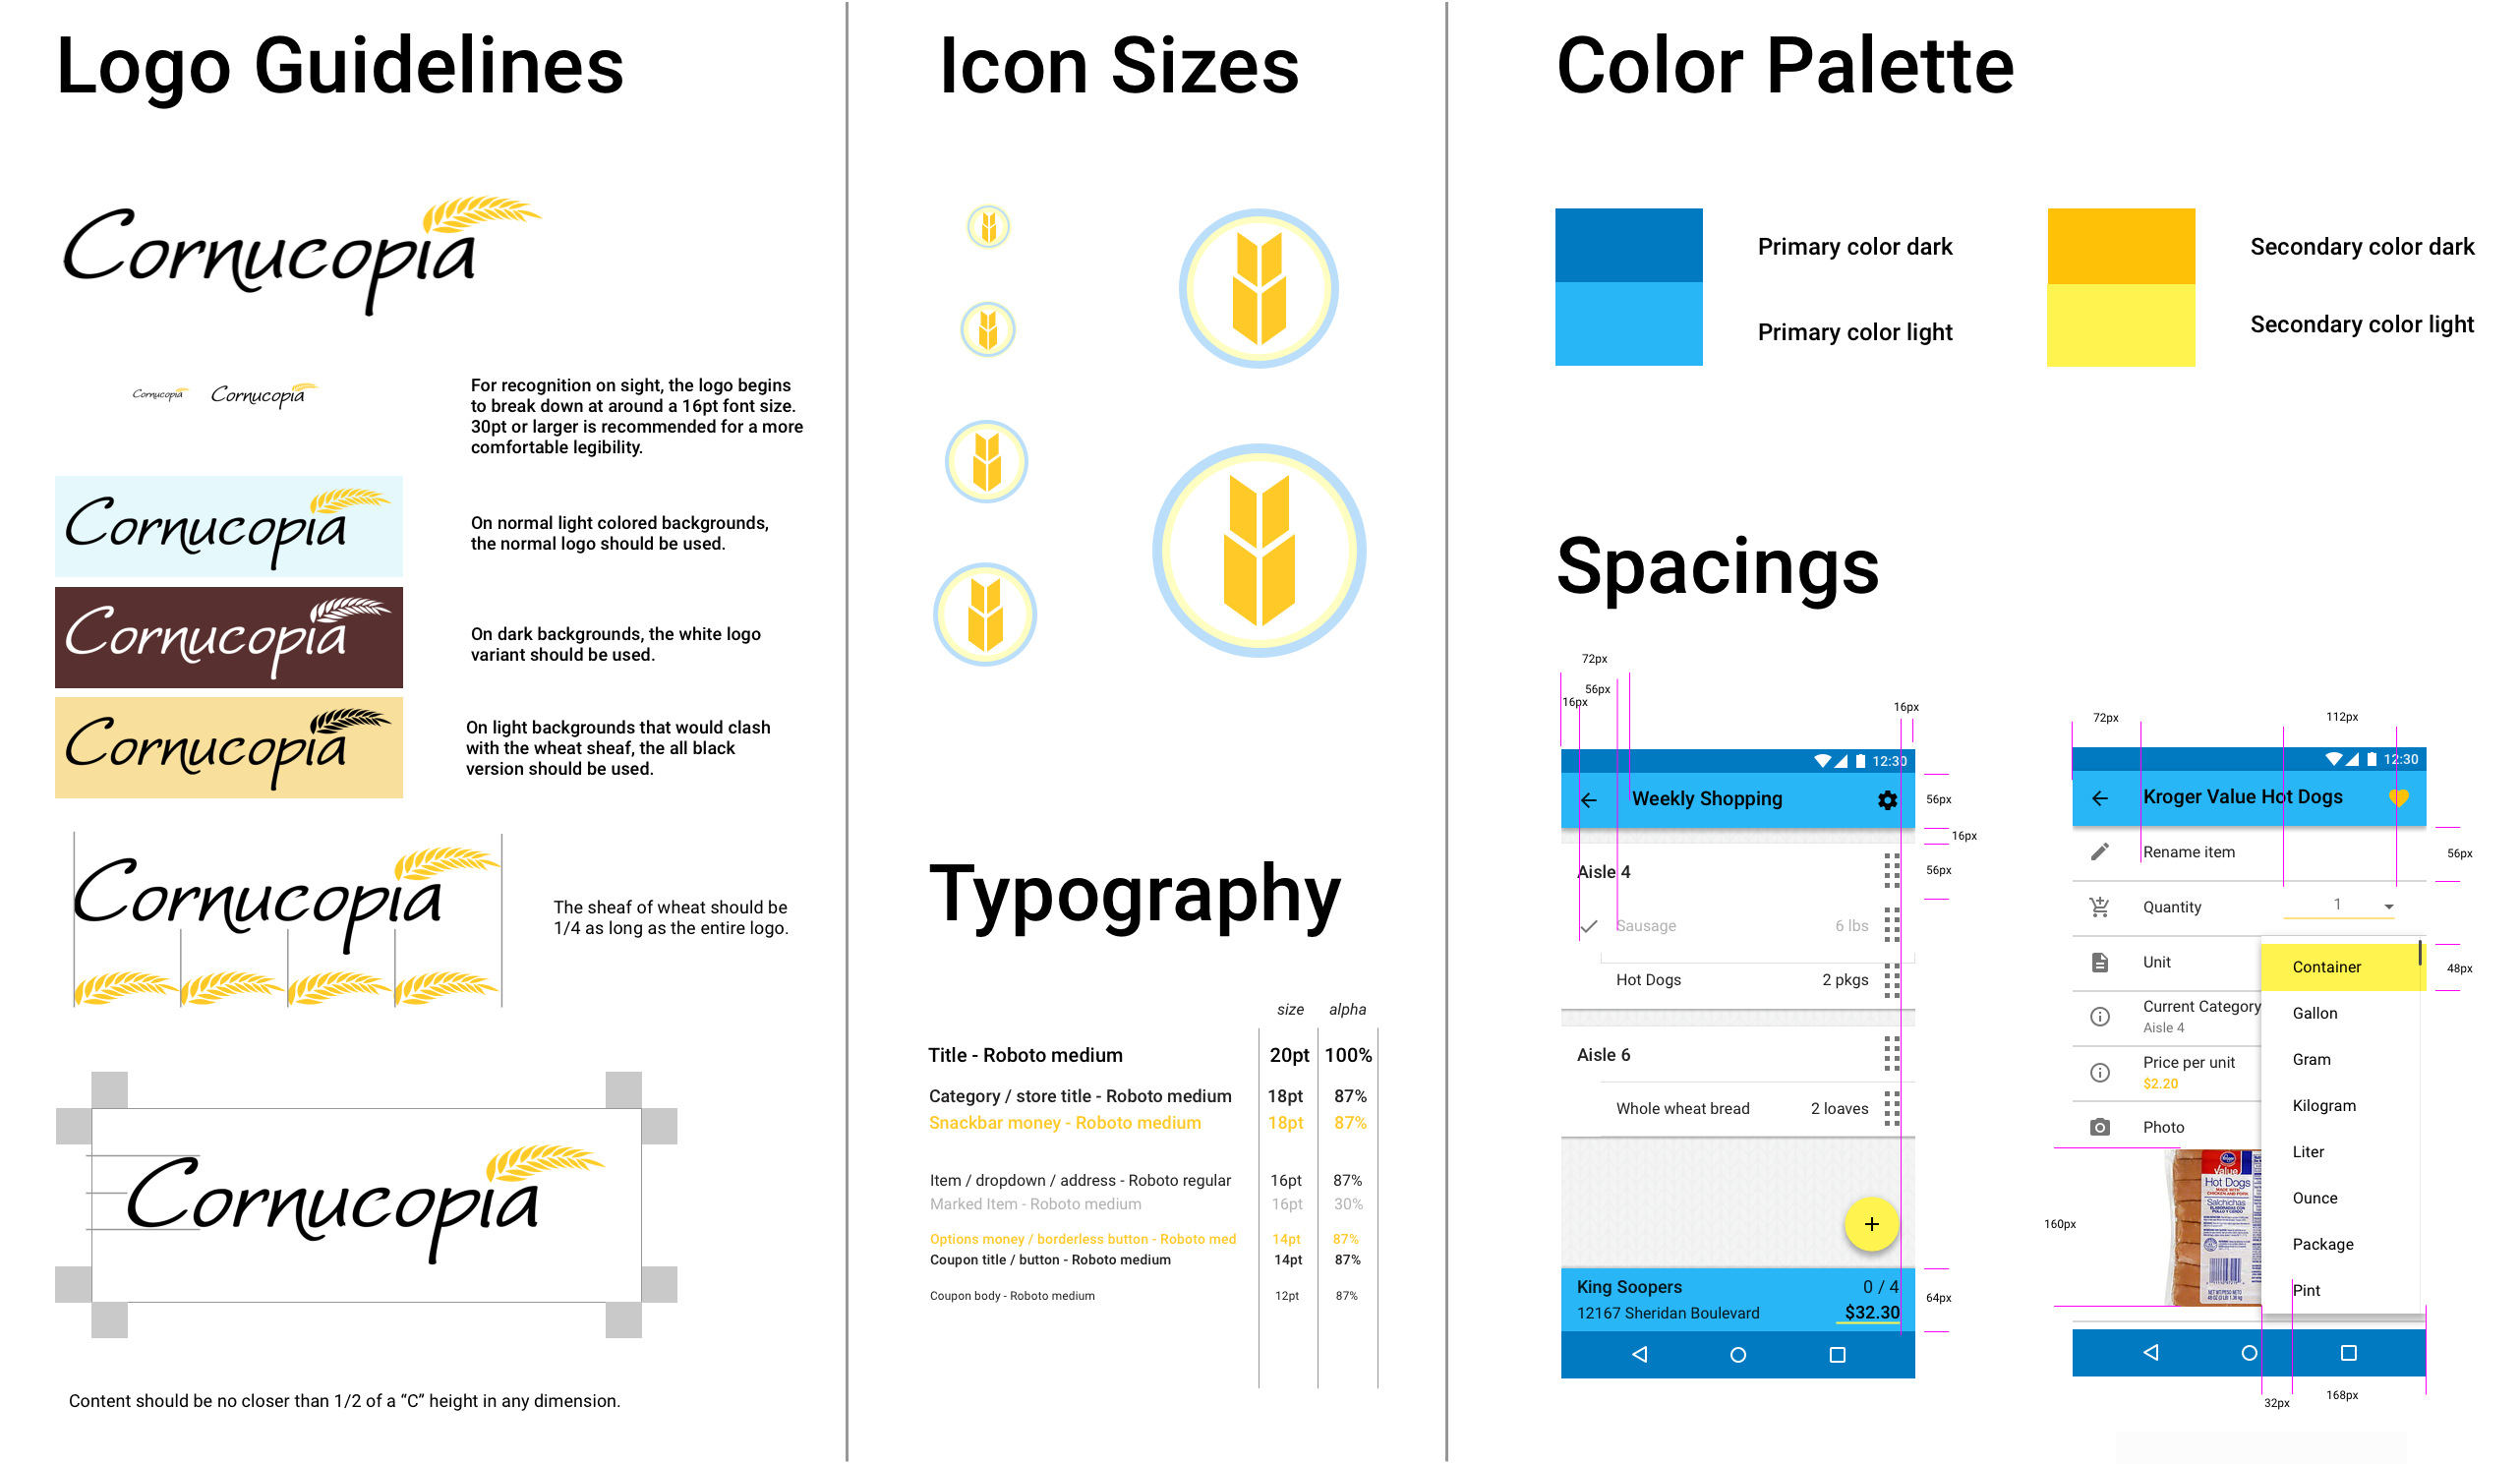 Logo Guidelines
Cornucopia
Cornucopia
Cornucopia
For recognition on sight, the logo begins
to break down at around a 16pt font size.
30pt or larger is recommended for a more
comfortable legibility.
Cornucopia
On normal light colored backgrounds,
the normal logo should be used.
Cornucopia
On dark backgrounds, the white logo
variant should be used.
Cornucopia
On light backgrounds that would clash
with the wheat sheaf, the all black
version should be used.
Cornucopia
The sheaf of wheat should be
1/4 as long as the entire logo.
Cornucopia
Content should be no closer than 1/2 of a “C” height in any dimension.
Icon Sizes
Typography
size alpha
Title - Roboto medium 20pt 100%
Category / store title - Roboto medium 18pt 87%
Snackbar money - Roboto medium 18pt 87%
Item / dropdown / address - Roboto regular 16pt 87%
Marked Item - Roboto medium 16pt 30%
Options money / borderless button - Roboto med 14pt 87%
Coupon title / button - Roboto medium 14pt 87%
Coupon body - Roboto medium 12pt 87%
Color Palette
Primary color dark
Primary color light
Secondary color dark
Secondary color light
Spacings
72px
56px
16px
16px
12:30
Weekly Shopping
56px
16px
Aisle 4
56px
Sausage 6 lbs
Hot Dogs 2 pkgs
Aisle 6
Whole wheat bread 2 loaves
+
King Soopers 0 / 4
12167 Sheridan Boulevard $32.30
64px
72px
112px
12:30
Kroger Value Hot Dogs
Rename item
56px
Quantity 1
Unit
Container
48px
Gallon
Current Category
Aisle 4
Gram
Price per unit
$2.20
Kilogram
Photo
Liter
Ounce
Package
Pint
Value
Hot Dogs
MADE WITH
CHICKEN AND PORK
Salchichas
160px
32px
168px